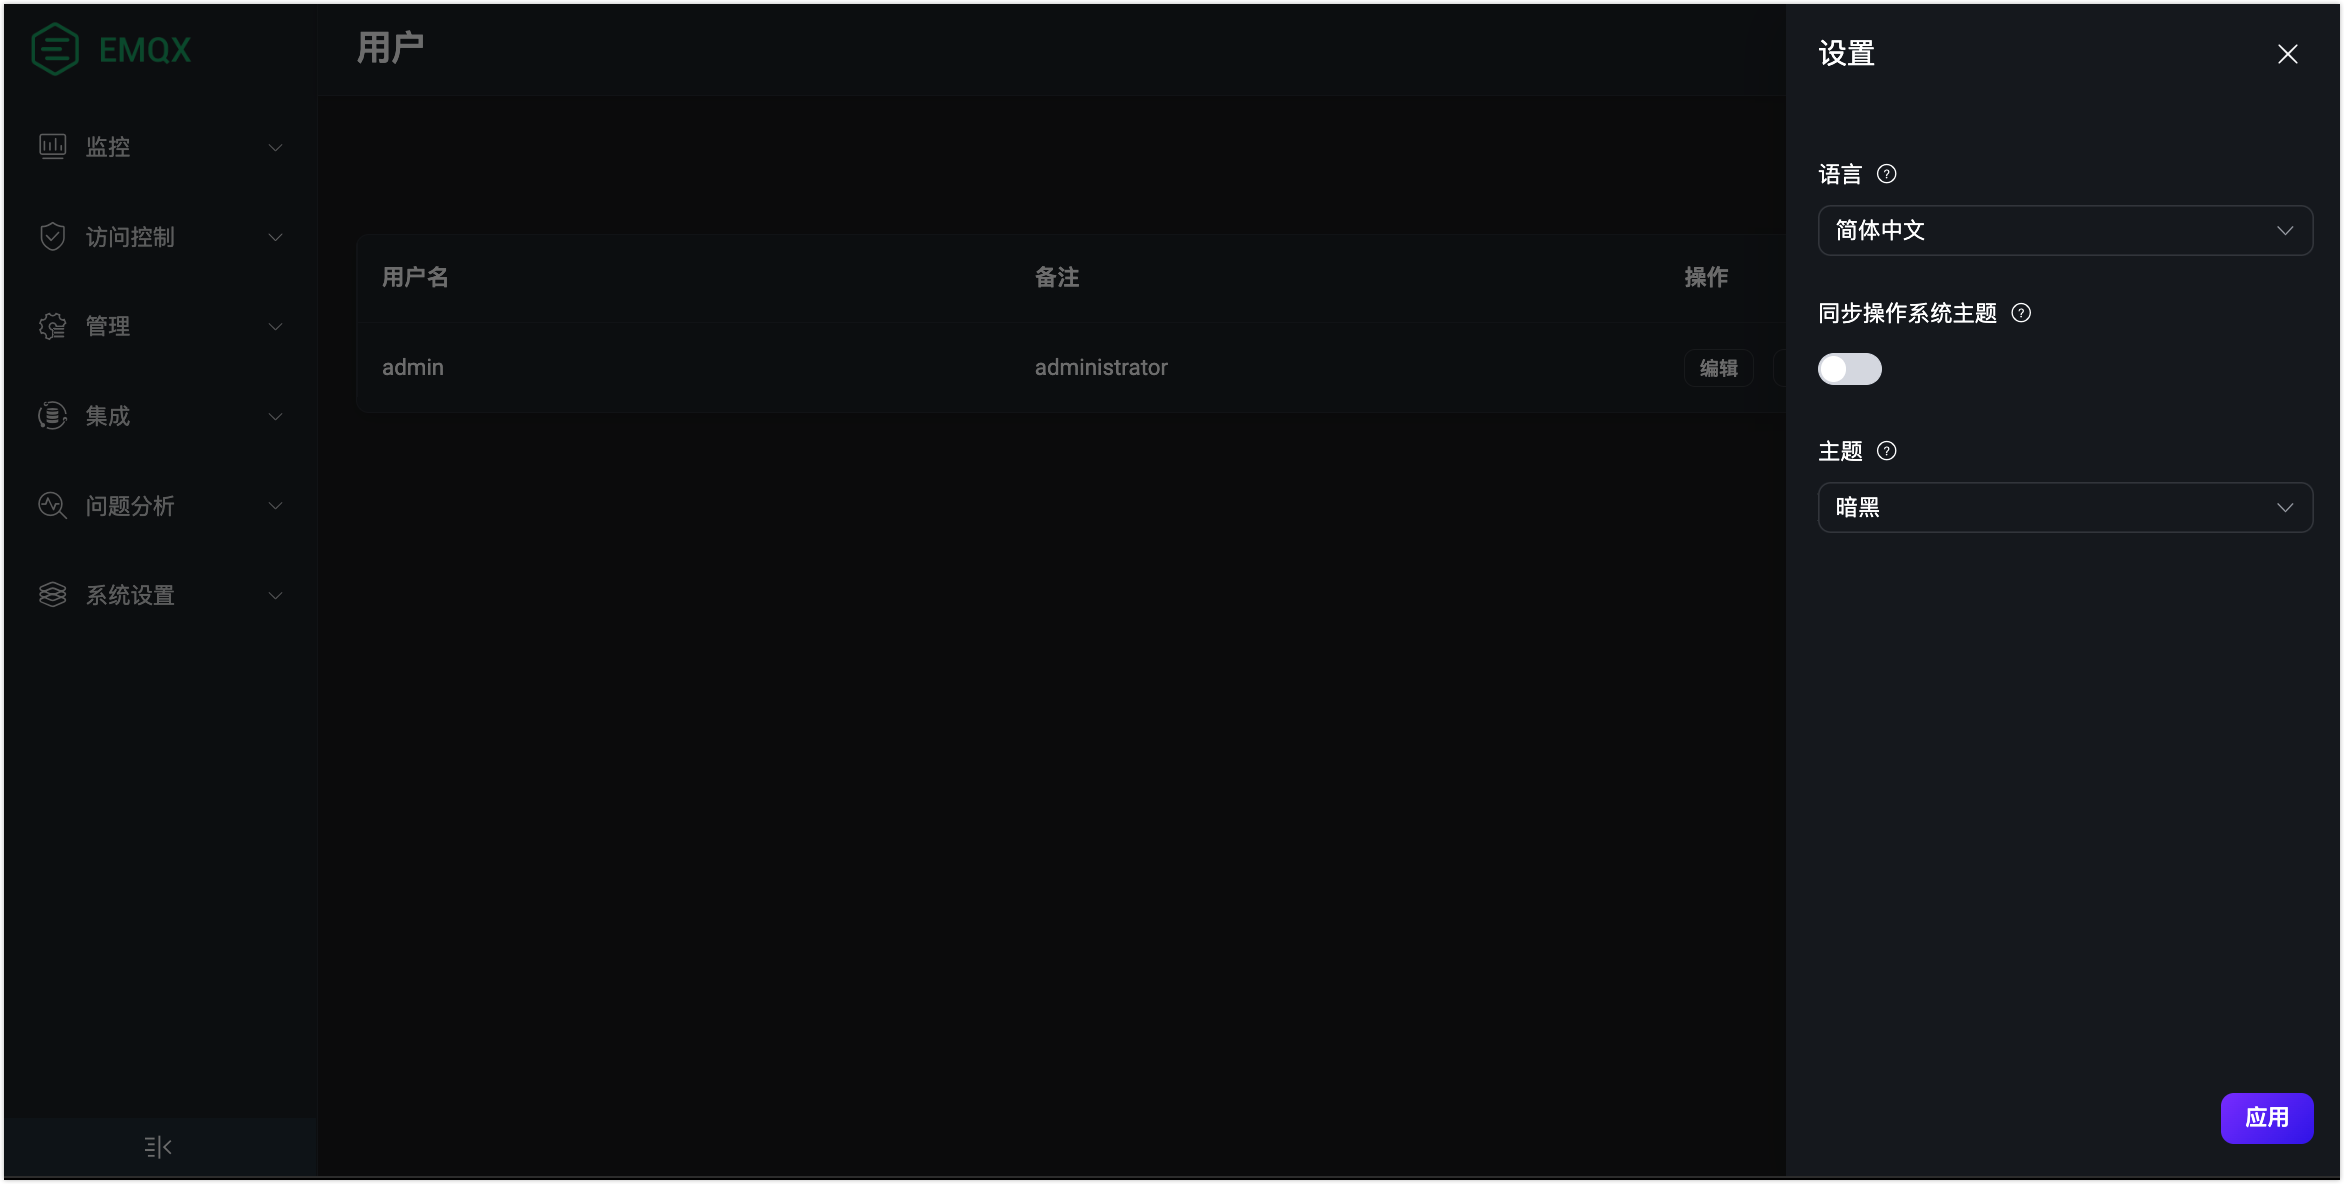 EMQX
监控
访问控制
管理
集成
问题分析
系统设置
用户
用户名 备注 操作
admin administrator 编辑
设置
语言
简体中文
同步操作系统主题
主题
暗黑
应用